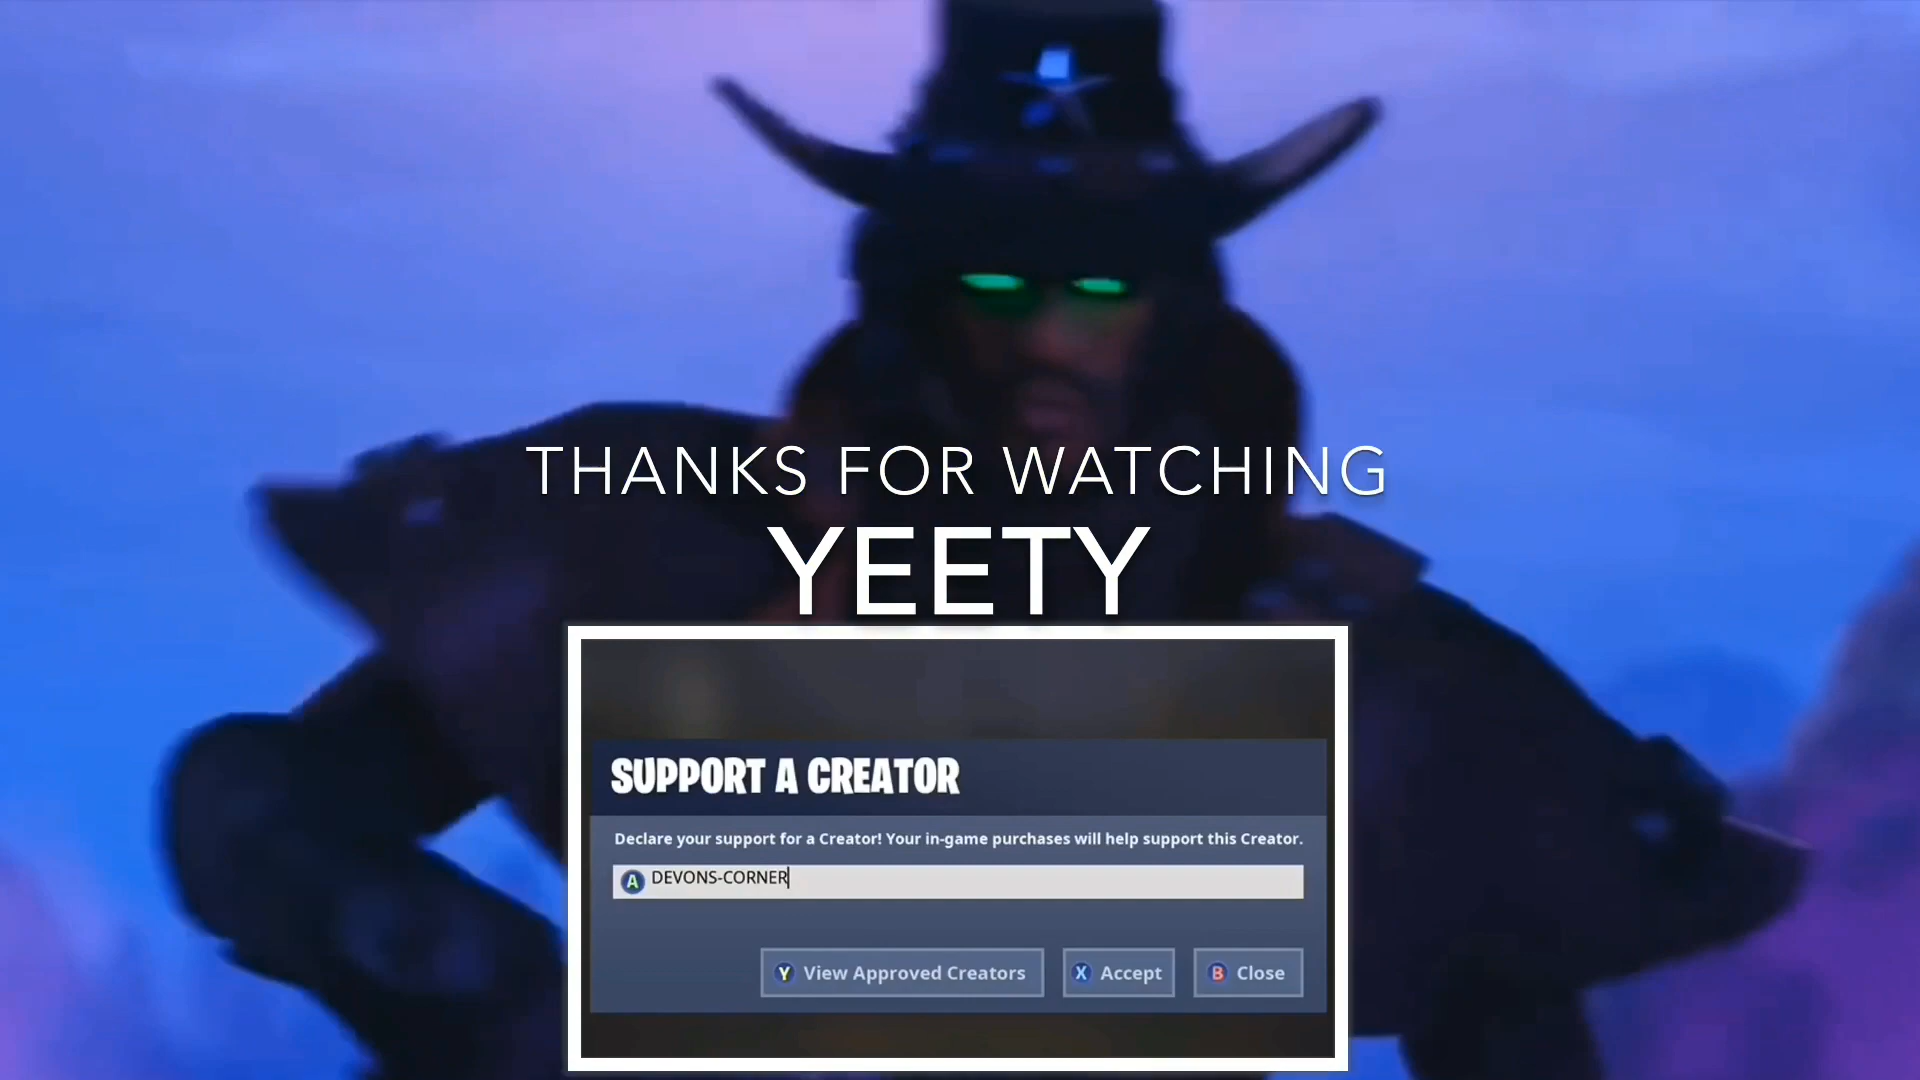 THANKS FOR WATCHING
YEETY
SUPPORT A CREATOR
Declare your support for a Creator! Your in-game purchases will help support this Creator.
A DEVONS-CORNER
Y View Approved Creators X Accept B Close